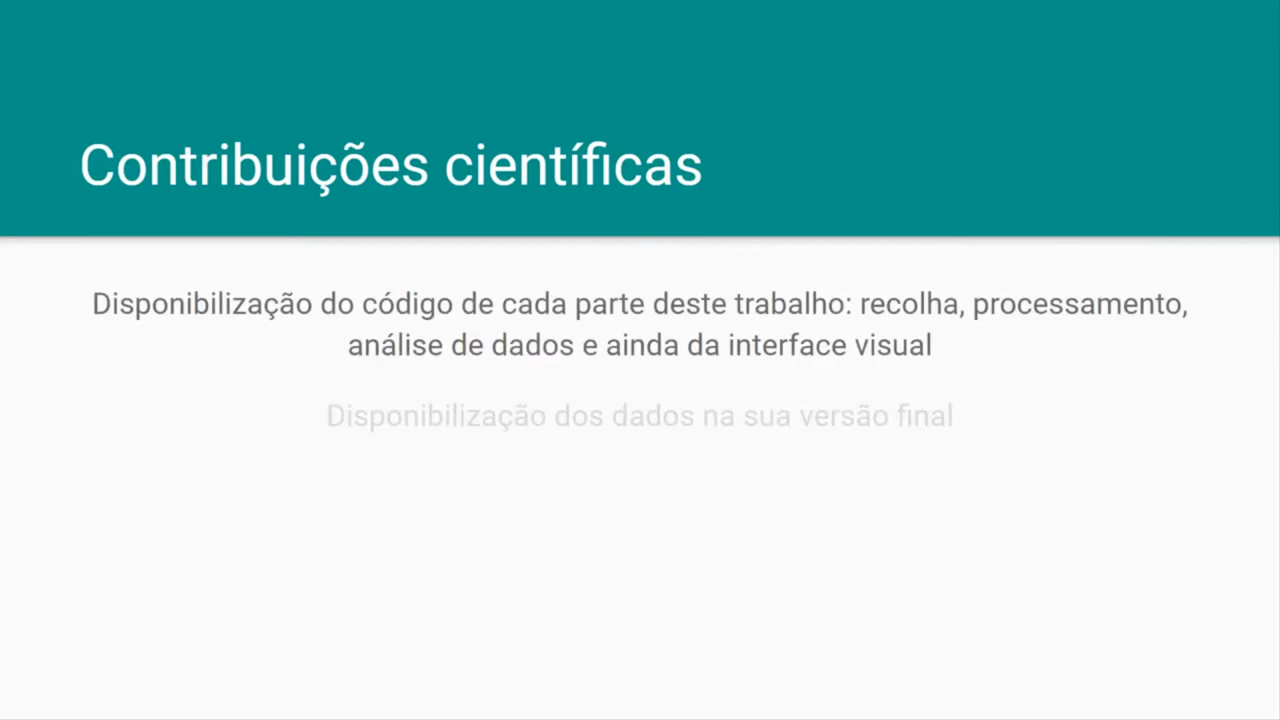 Contribuições científicas
Disponibilização do código de cada parte deste trabalho: recolha, processamento,
análise de dados e ainda da interface visual
Disponibilização dos dados na sua versão final